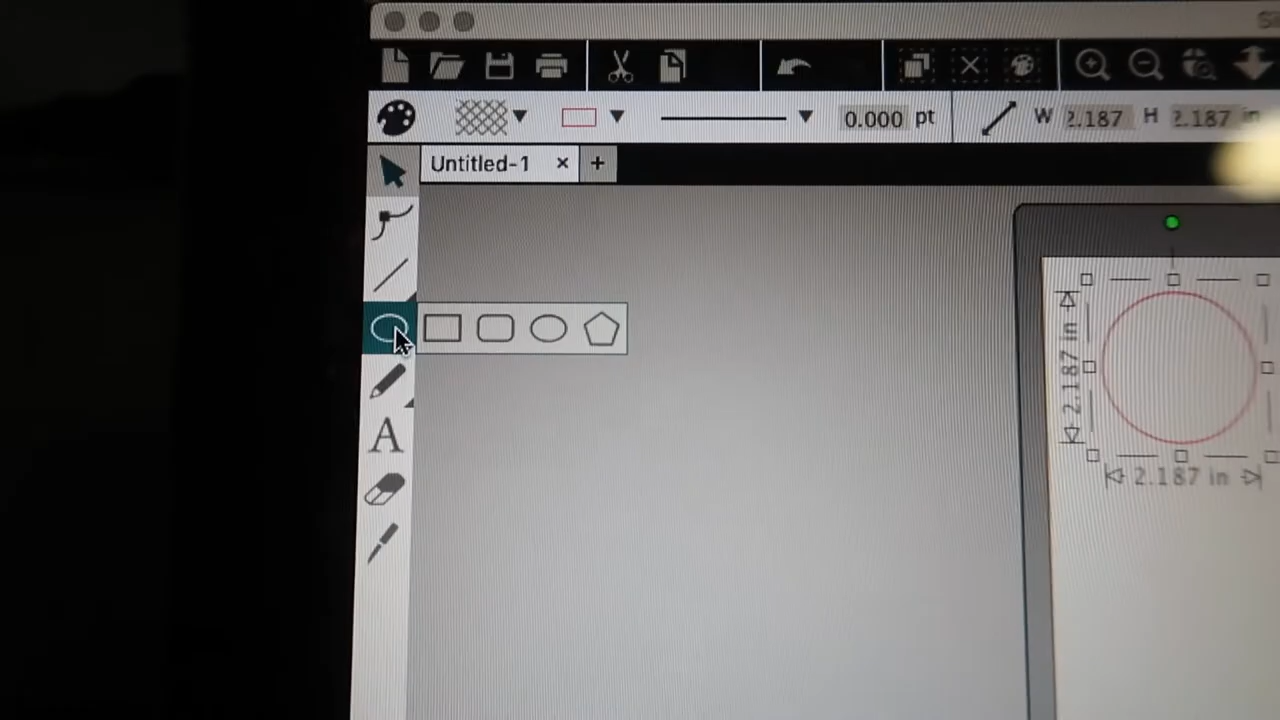 0.000 pt W 2.187 H 2.187 in
Untitled-1 × +
2.187 in
2.187 in
A